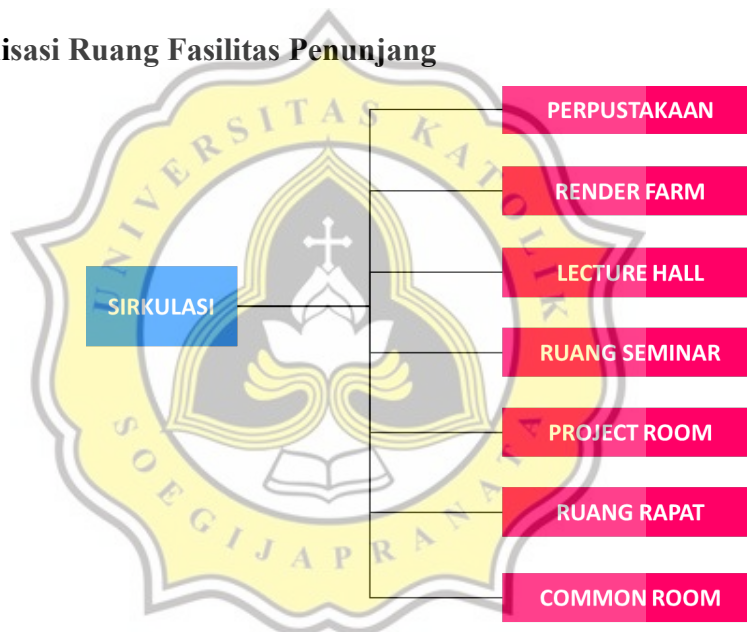 isasi Ruang Fasilitas Penunjang
PERPUSTAKAAN
RENDER FARM
LECTURE HALL
SIRKULASI
RUANG SEMINAR
PROJECT ROOM
RUANG RAPAT
COMMON ROOM
UNIVERSITAS KATOLIK
SOEGIJAPRANATA